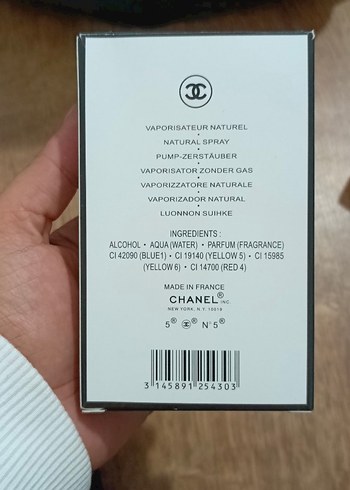 VAPORISATEUR NATUREL
•
NATURAL SPRAY
•
PUMP-ZERSTÄUBER
•
VAPORISATOR ZONDER GAS
•
VAPORIZZATORE NATURALE
•
VAPORIZADOR NATURAL
•
LUONNON SUIHKE
INGREDIENTS :
ALCOHOL • AQUA (WATER) • PARFUM (FRAGRANCE)
CI 42090 (BLUE1) • CI 19140 (YELLOW 5) • CI 15985
(YELLOW 6) • CI 14700 (RED 4)
MADE IN FRANCE
CHANEL® INC.
NEW YORK, N.Y. 10019
5® ® N°5®
3 145891 254303